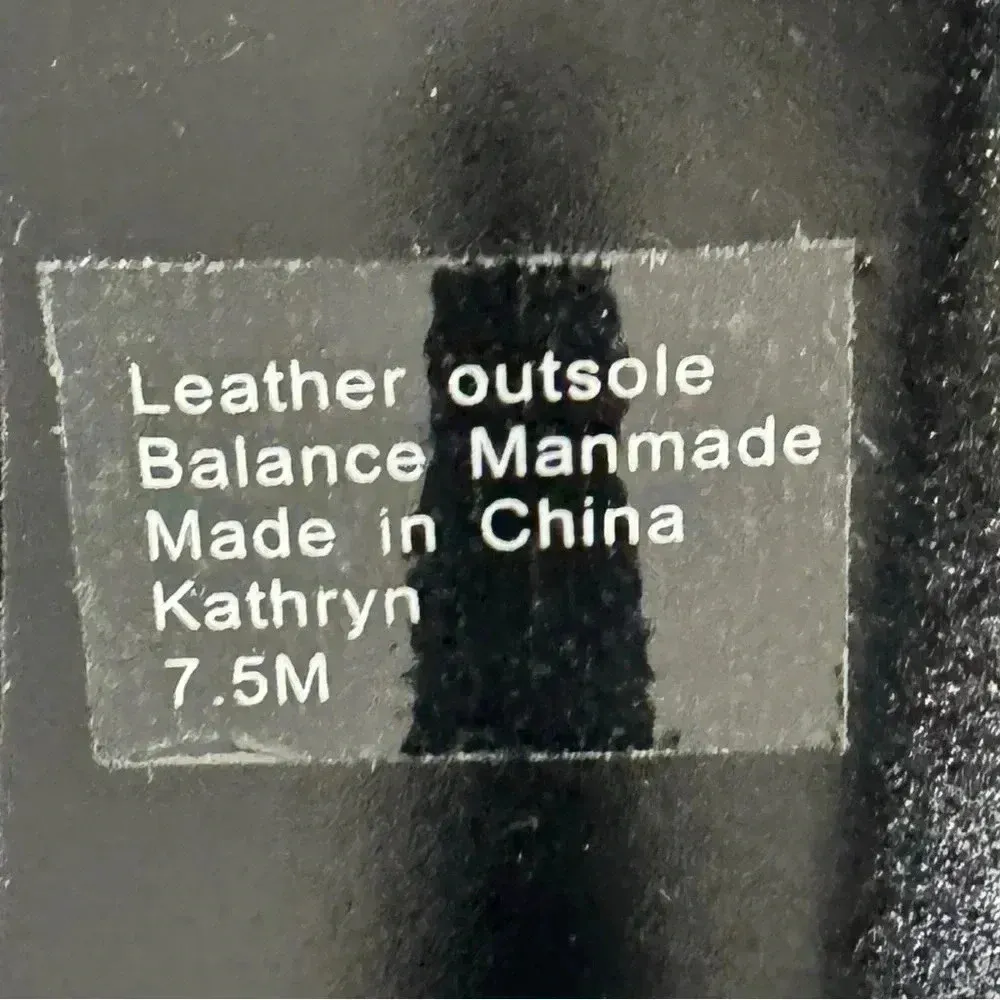 Leather outsole
Balance Manmade
Made in China
Kathryn
7.5M